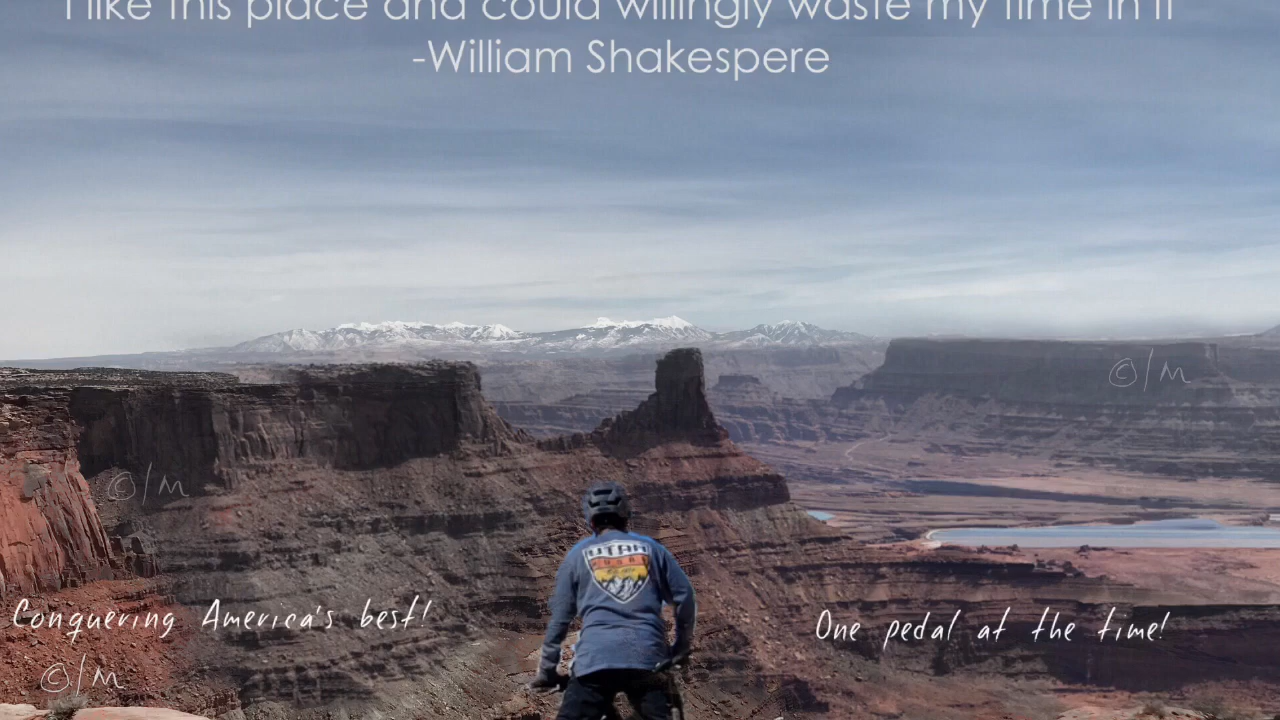 I like this place and could willingly waste my time in it
-William Shakespere
©/M
©/M
UTAH
Conquering America's best!
One pedal at the time!
©/M